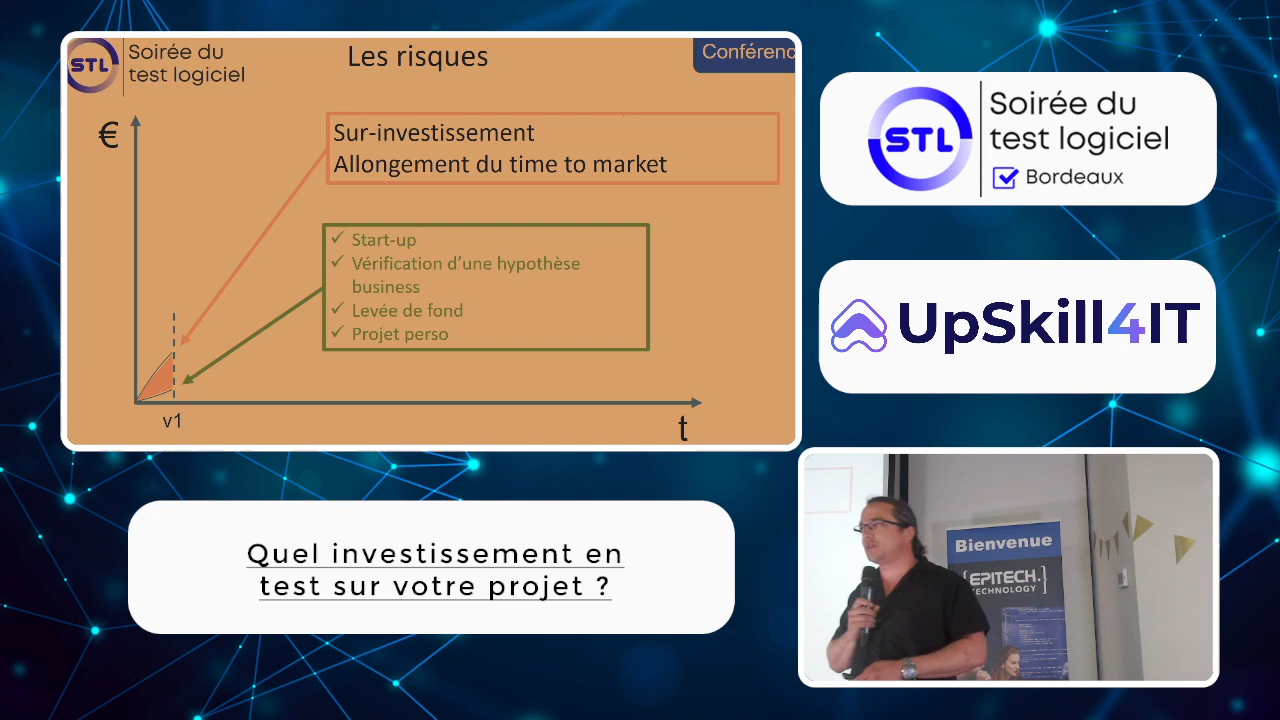 STL
Soirée du
test logiciel
Les risques
Conférenc
€
Sur-investissement
Allongement du time to market
✓ Start-up
✓ Vérification d'une hypothèse
business
✓ Levée de fond
✓ Projet perso
v1
t
STL
Soirée du
test logiciel
Bordeaux
UpSkill4IT
Quel investissement en
test sur votre projet ?
Bienvenue
[EPITECH.]
TECHNOLOGY